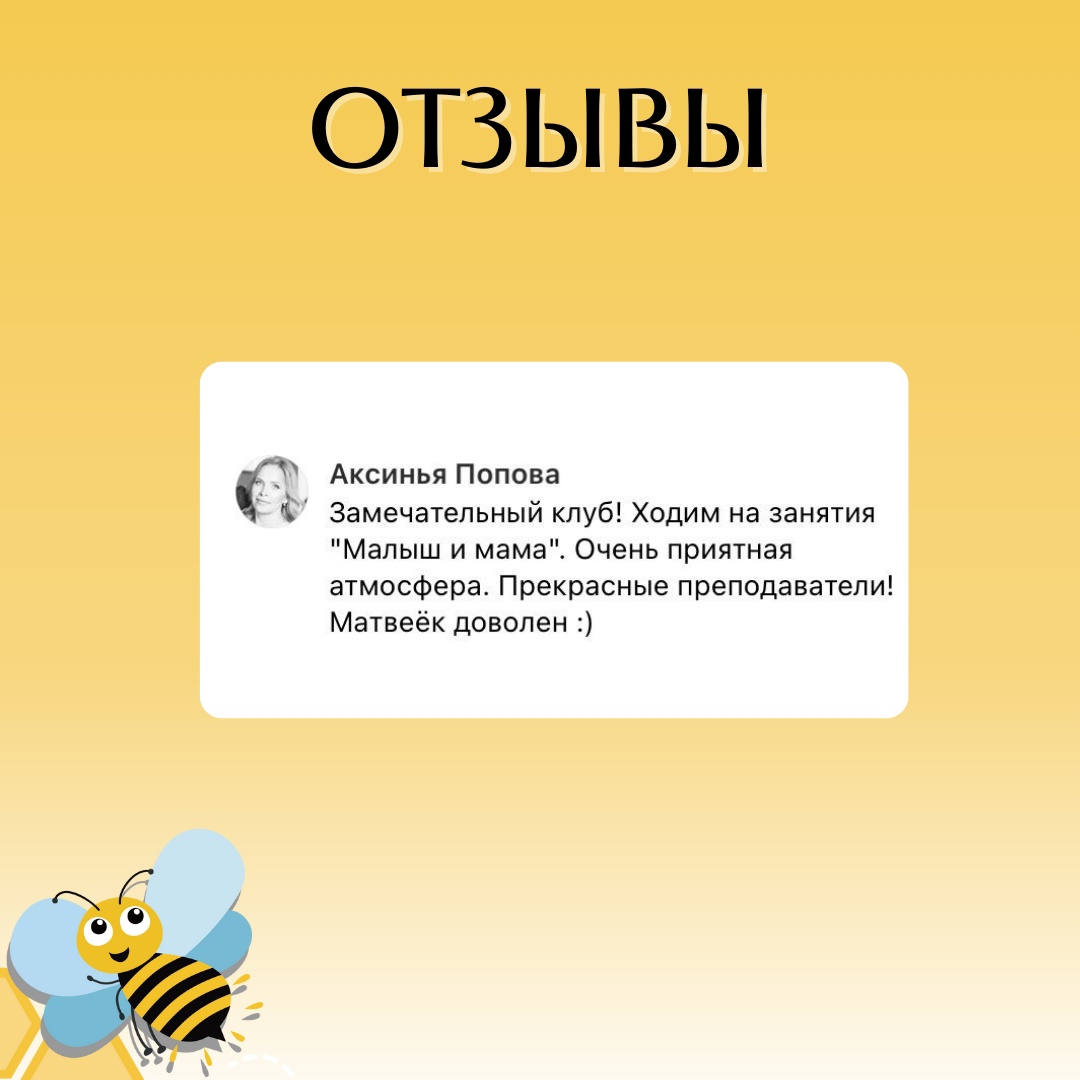 ОТЗЫВЫ
Аксинья Попова
Замечательный клуб! Ходим на занятия
"Малыш и мама". Очень приятная
атмосфера. Прекрасные преподаватели!
Матвеёк доволен :)